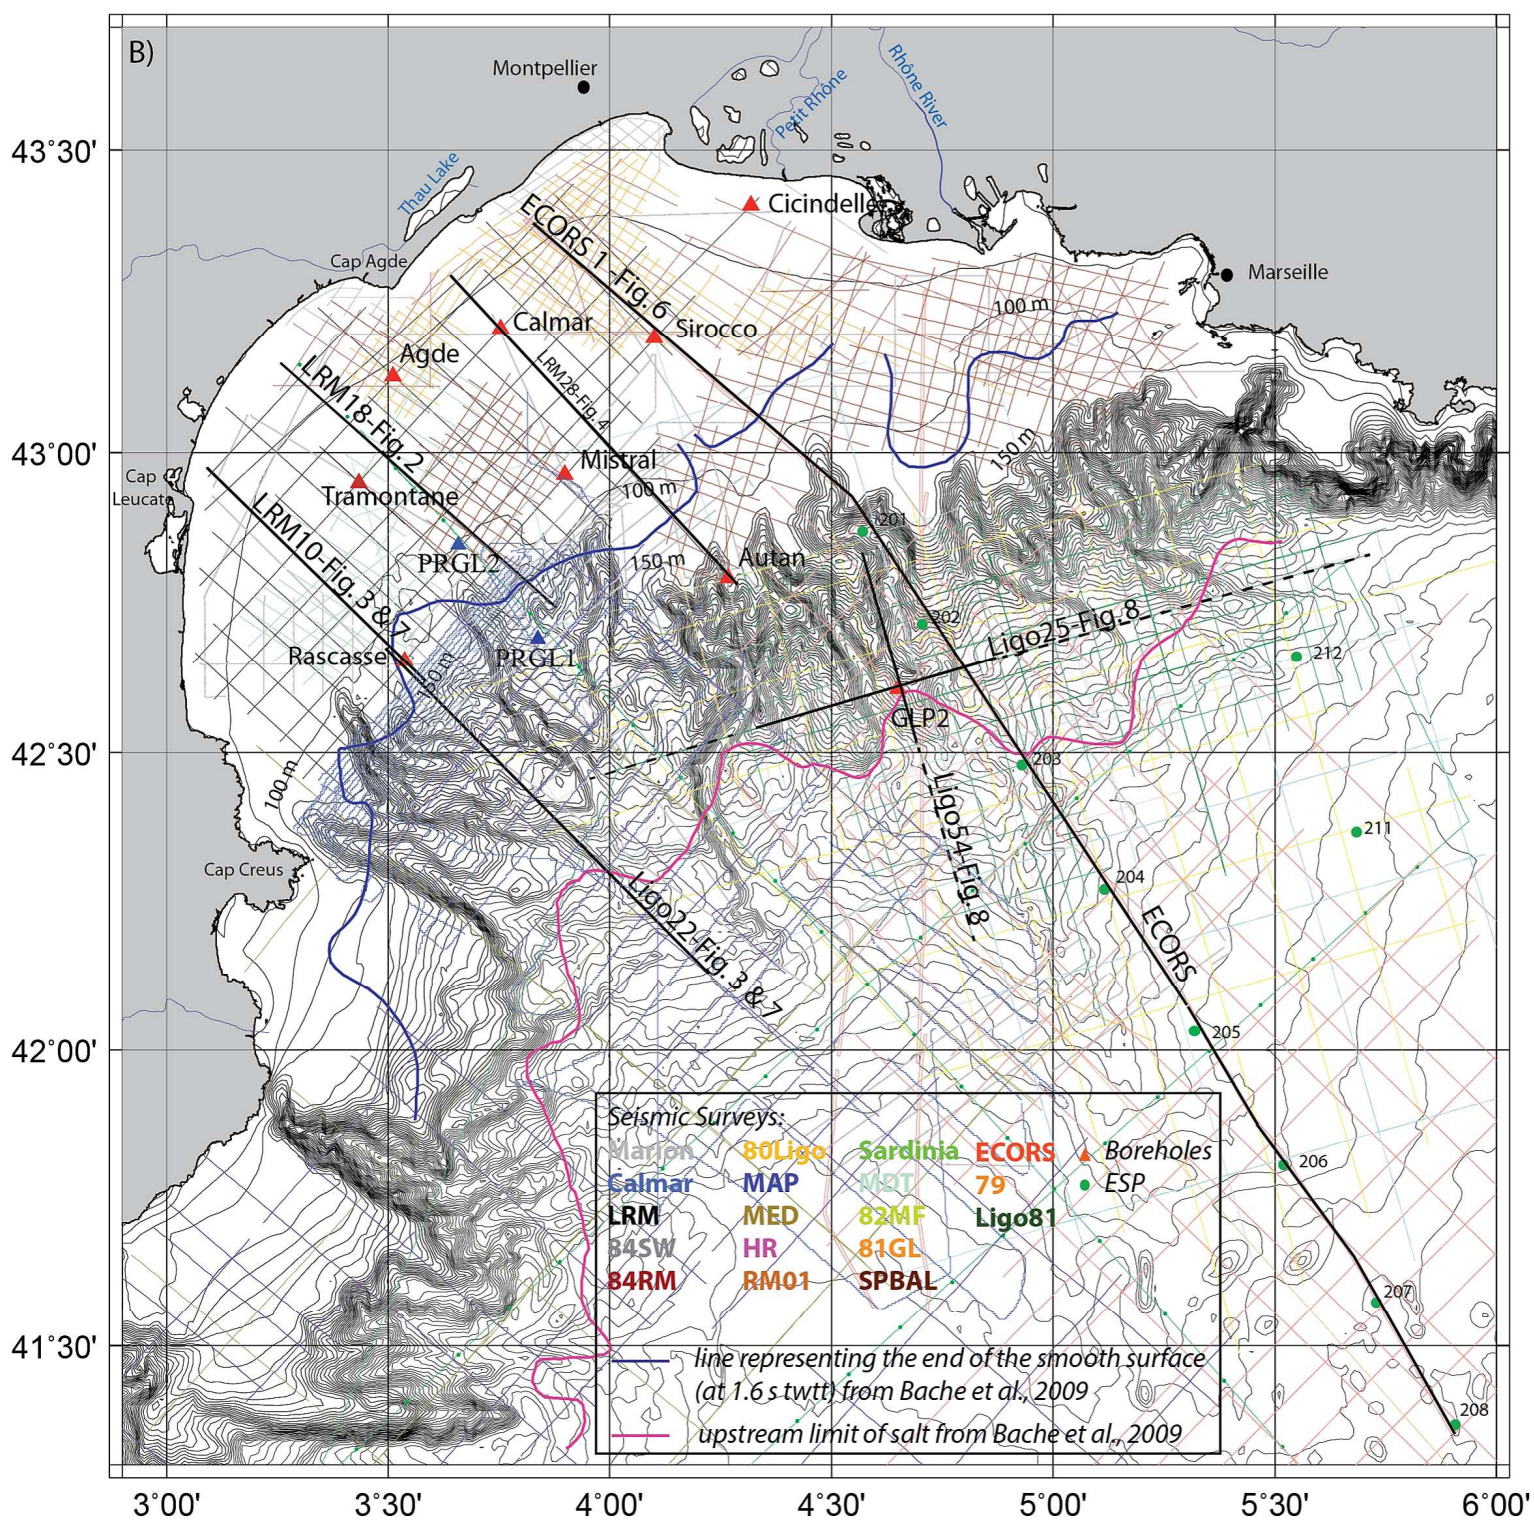 B)
Montpellier
Petit Rhône
Rhône River
43°30'
Thau Lake
Cicindelle
ECORS 1-Fig. 6
Cap Agde
Marseille
100 m
Calmar
Sirocco
Agde
LRM28-Fig. 4
LRM18-Fig. 2
43°00'
150 m
Mistral
Cap
Leucate
Tramontane
100 m
LRM10-Fig. 3 & 7
201
PRGL2
150 m
Autan
202
Ligo25-Fig. 8
Rascasse
PRGL1
212
GLP2
42°30'
203
100 m
Ligo54-Fig.8
211
Cap Creus
204
Ligo22-Fig. 3 & 7
ECORS
205
42°00'
Seismic Surveys:
Marion 80Ligo Sardinia ECORS Boreholes
Calmar MAP MDT 79 ESP
LRM MED 82MF Ligo81
84SW HR 81GL
84RM RM01 SPBAL
206
207
41°30'
line representing the end of the smooth surface
(at 1.6 s twtt) from Bache et al., 2009
upstream limit of salt from Bache et al., 2009
208
3°00' 3°30' 4°00' 4°30' 5°00' 5°30' 6°00'